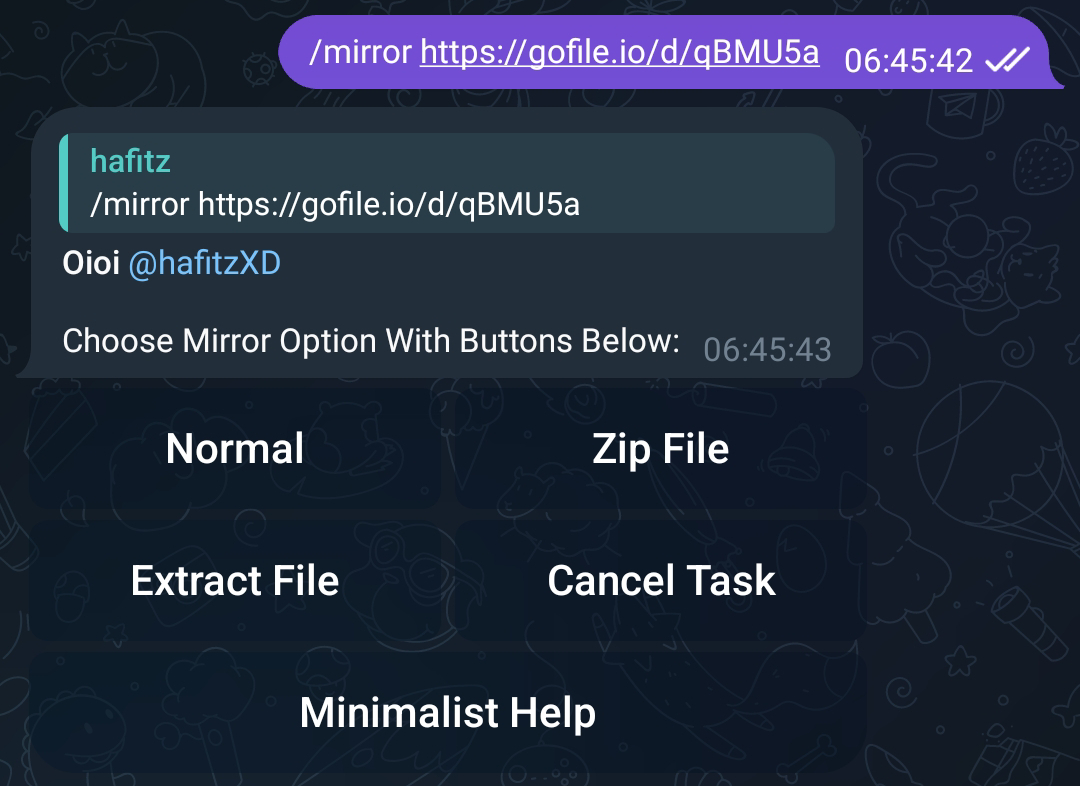 /mirror https://gofile.io/d/qBMU5a 06:45:42
hafitz
/mirror https://gofile.io/d/qBMU5a
Oioi @hafitzXD
Choose Mirror Option With Buttons Below: 06:45:43
Normal
Zip File
Extract File
Cancel Task
Minimalist Help